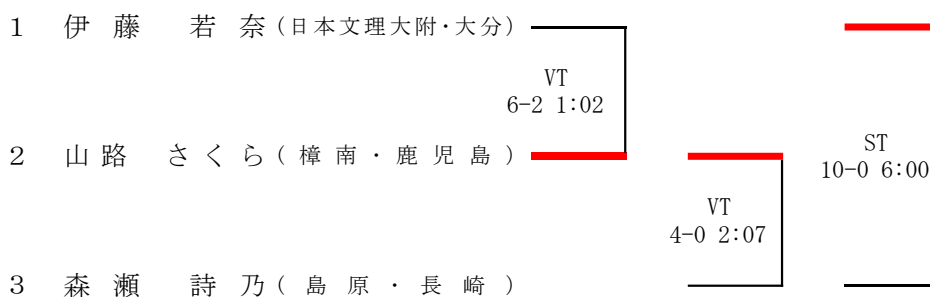 1 伊藤 若奈(日本文理大附・大分)
VT
6-2 1:02
2 山路 さくら(樟南・鹿児島)
ST
10-0 6:00
VT
4-0 2:07
3 森瀬 詩乃(島原・長崎)